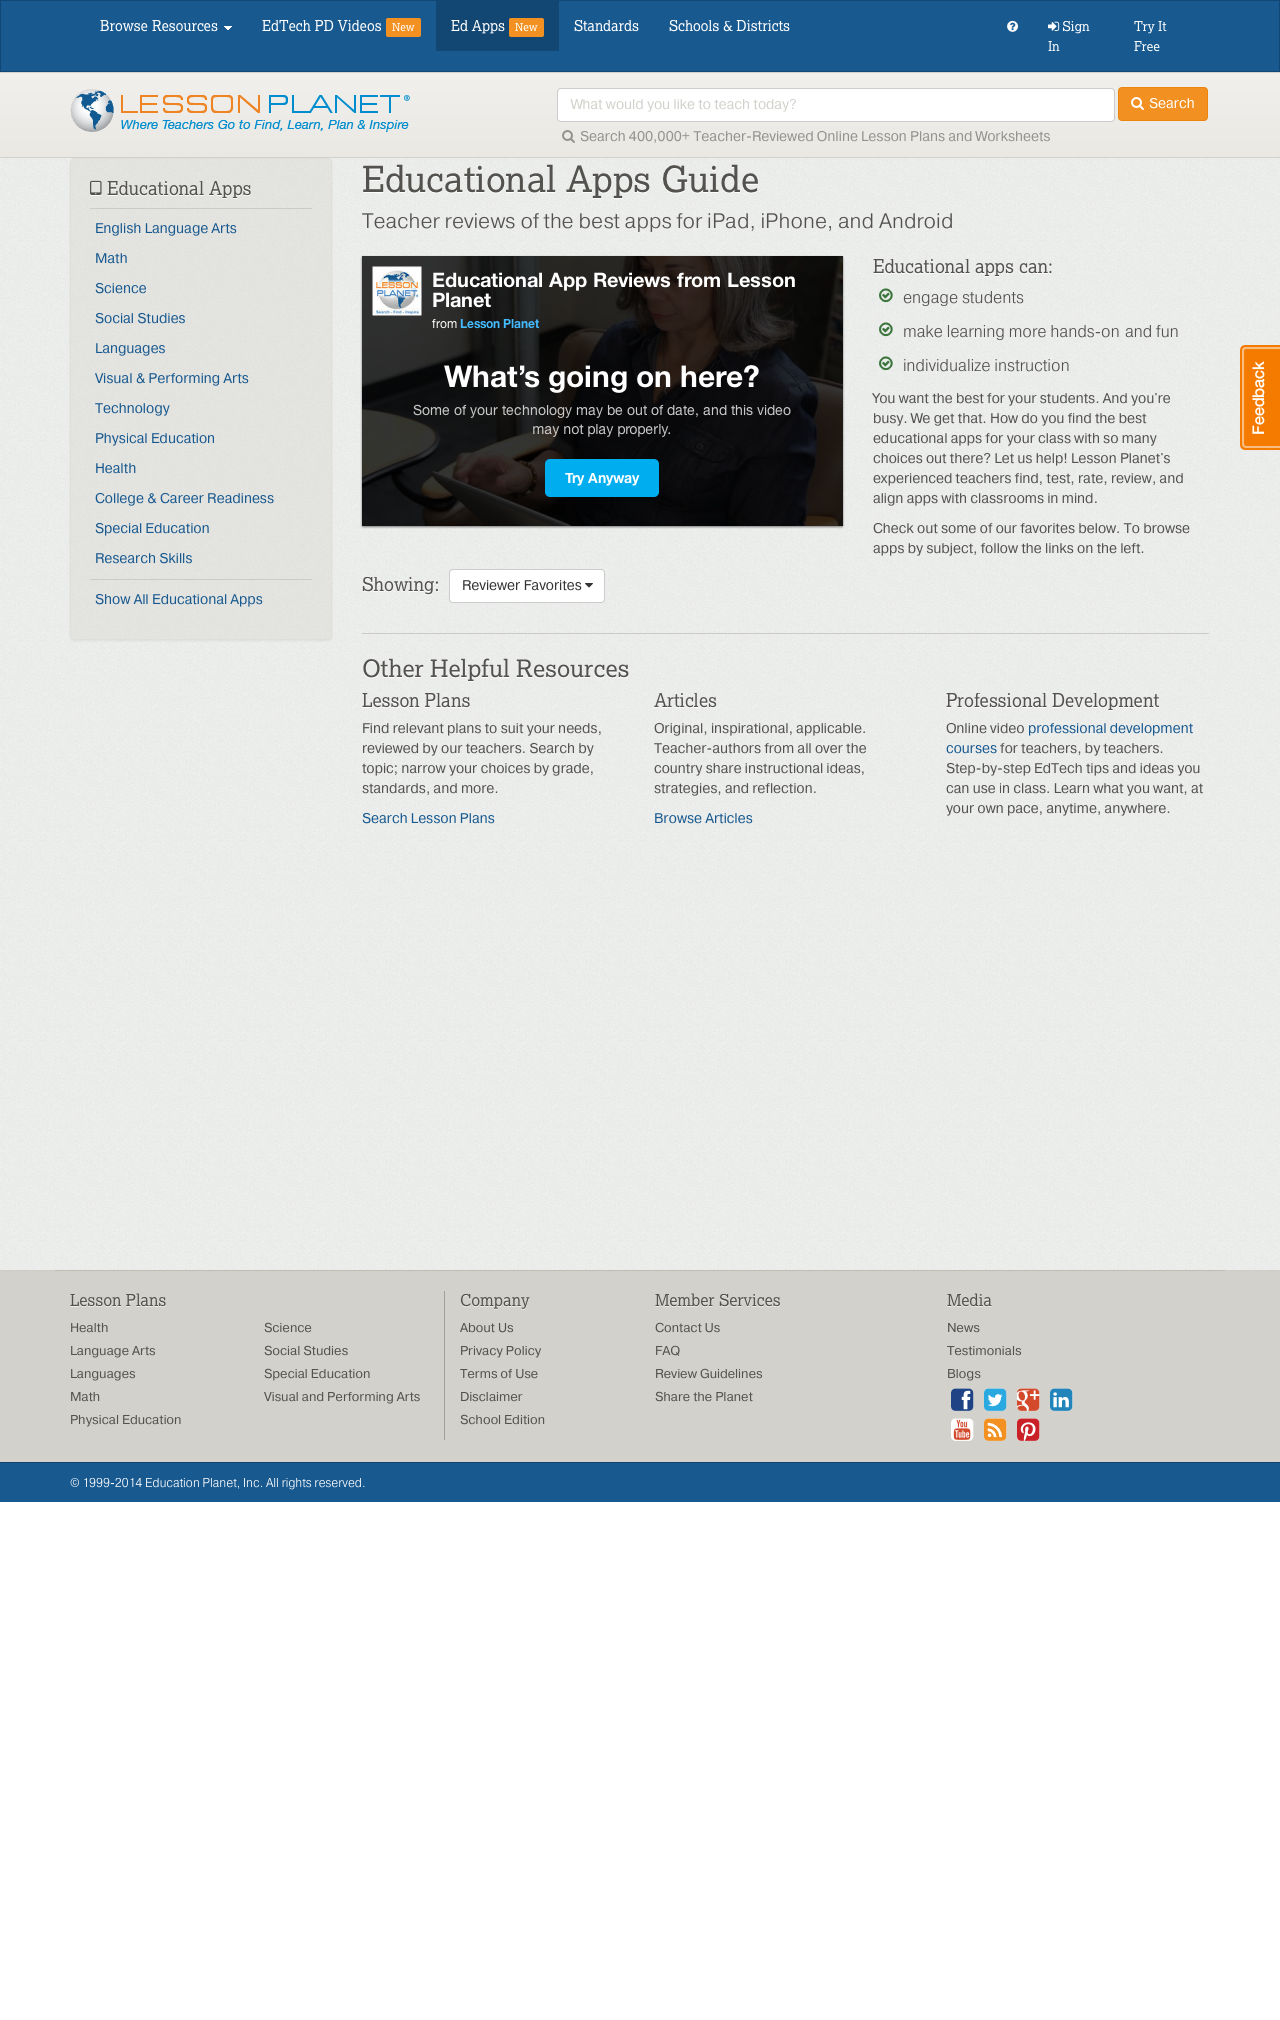 Browse Resources
EdTech PD Videos New
Ed Apps New
Standards
Schools & Districts
Sign In
Try It Free
LESSON PLANET®
Where Teachers Go to Find, Learn, Plan & Inspire
What would you like to teach today?
Search
Search 400,000+ Teacher-Reviewed Online Lesson Plans and Worksheets
Educational Apps
English Language Arts
Math
Science
Social Studies
Languages
Visual & Performing Arts
Technology
Physical Education
Health
College & Career Readiness
Special Education
Research Skills
Show All Educational Apps
Educational Apps Guide
Teacher reviews of the best apps for iPad, iPhone, and Android
LESSON PLANET
Search - Find - Inspire
Educational App Reviews from Lesson
Planet
from Lesson Planet
What's going on here?
Some of your technology may be out of date, and this video
may not play properly.
Try Anyway
Educational apps can:
engage students
make learning more hands-on and fun
individualize instruction
You want the best for your students. And you're
busy. We get that. How do you find the best
educational apps for your class with so many
choices out there? Let us help! Lesson Planet's
experienced teachers find, test, rate, review, and
align apps with classrooms in mind.
Check out some of our favorites below. To browse
apps by subject, follow the links on the left.
Feedback
Showing: Reviewer Favorites
Other Helpful Resources
Lesson Plans
Find relevant plans to suit your needs,
reviewed by our teachers. Search by
topic; narrow your choices by grade,
standards, and more.
Search Lesson Plans
Articles
Original, inspirational, applicable.
Teacher-authors from all over the
country share instructional ideas,
strategies, and reflection.
Browse Articles
Professional Development
Online video professional development
courses for teachers, by teachers.
Step-by-step EdTech tips and ideas you
can use in class. Learn what you want, at
your own pace, anytime, anywhere.
Lesson Plans
Health
Language Arts
Languages
Math
Physical Education
Science
Social Studies
Special Education
Visual and Performing Arts
Company
About Us
Privacy Policy
Terms of Use
Disclaimer
School Edition
Member Services
Contact Us
FAQ
Review Guidelines
Share the Planet
Media
News
Testimonials
Blogs
You
Tube
© 1999-2014 Education Planet, Inc. All rights reserved.